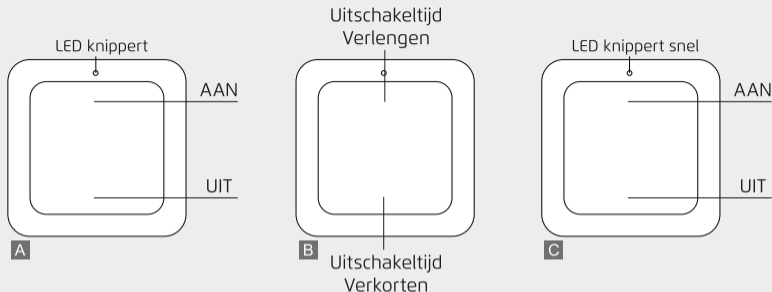 LED knippert
AAN
UIT
A
Uitschakeltijd
Verlengen
B
Uitschakeltijd
Verkorten
LED knippert snel
AAN
UIT
C